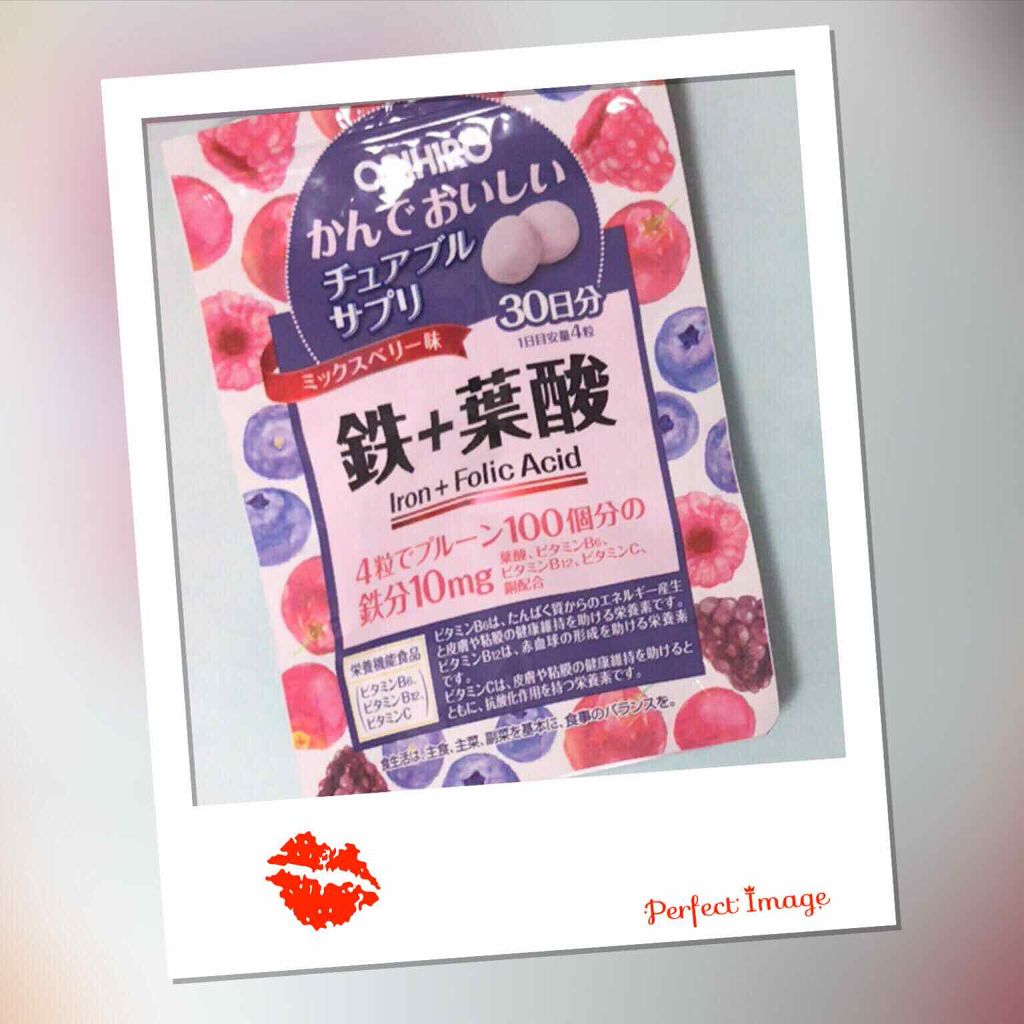 ORIHIRO
かんでおいしい
チュアブル
サプリ
30日分
1日目安量4粒
ミックスベリー味
鉄+葉酸
Iron+Folic Acid
4粒でプルーン100個分の
鉄分10mg
葉酸、ビタミンB6、
ビタミンB12、ビタミンC、
銅配合
栄養機能食品
ビタミンB6、
ビタミンB12、
ビタミンC
ビタミンB6は、たんぱく質からのエネルギー産生
と皮膚や粘膜の健康維持を助ける栄養素です。
ビタミンB12は、赤血球の形成を助ける栄養素
です。
ビタミンCは、皮膚や粘膜の健康維持を助けると
ともに、抗酸化作用を持つ栄養素です。
食生活は、主食、主菜、副菜を基本に、食事のバランスを。
Perfect Image